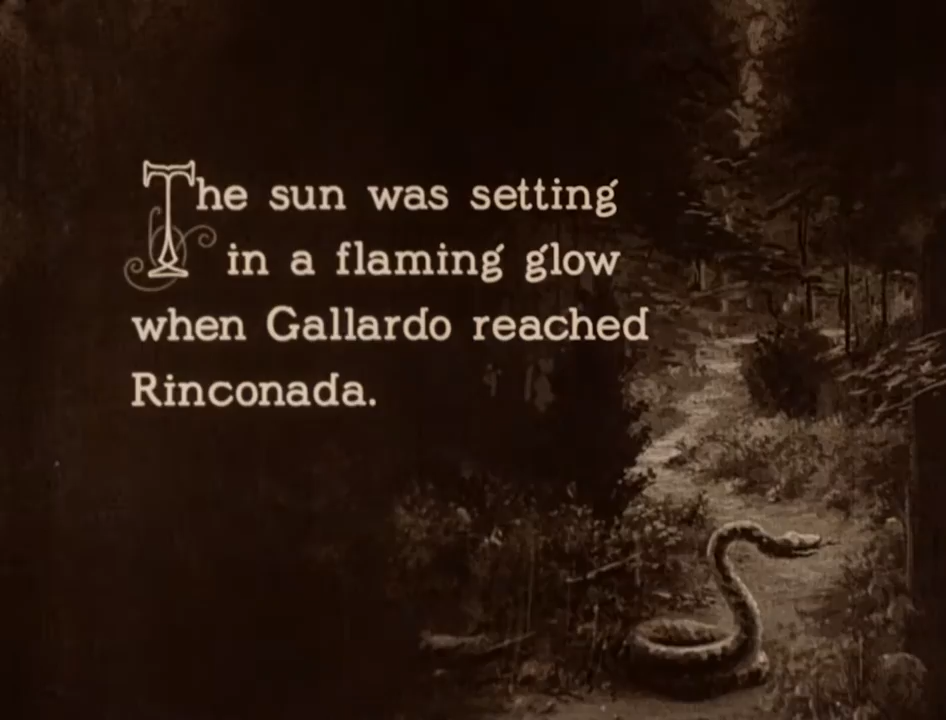 The sun was setting
in a flaming glow
when Gallardo reached
Rinconada.